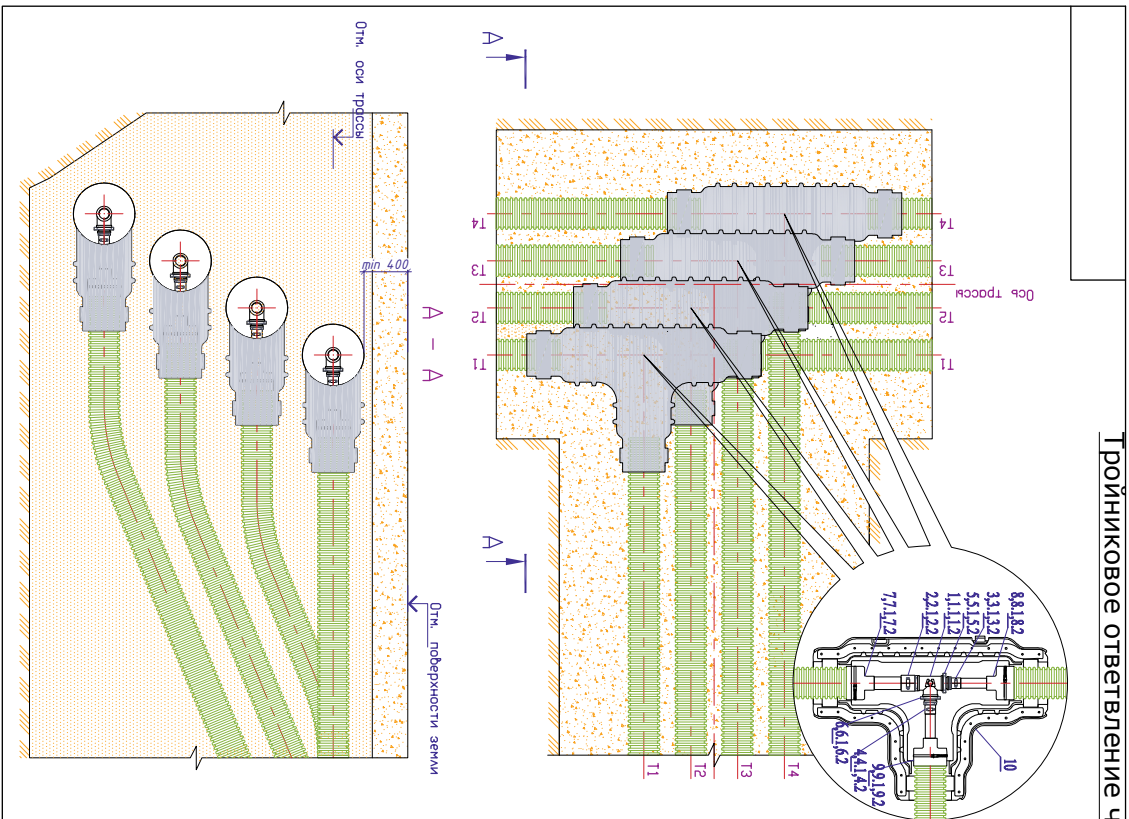 Тройниковое ответвление ч
8,8.1,8.2
3,3.1,3.2
5,5.1,5.2
1,1.1,1.2
2,2.1,2.2
7,7.1,7.2
10
9,9.1,9.2
4,4.1,4.2
6,6.1,6.2
А
А
Т4
Т3
Т2
Т1
Т4
Т3
Ось трассы
Т2
Т1
Т1
Т2
Т3
Т4
А - А
Отм. оси трассы
min 400
Отм. поверхности земли